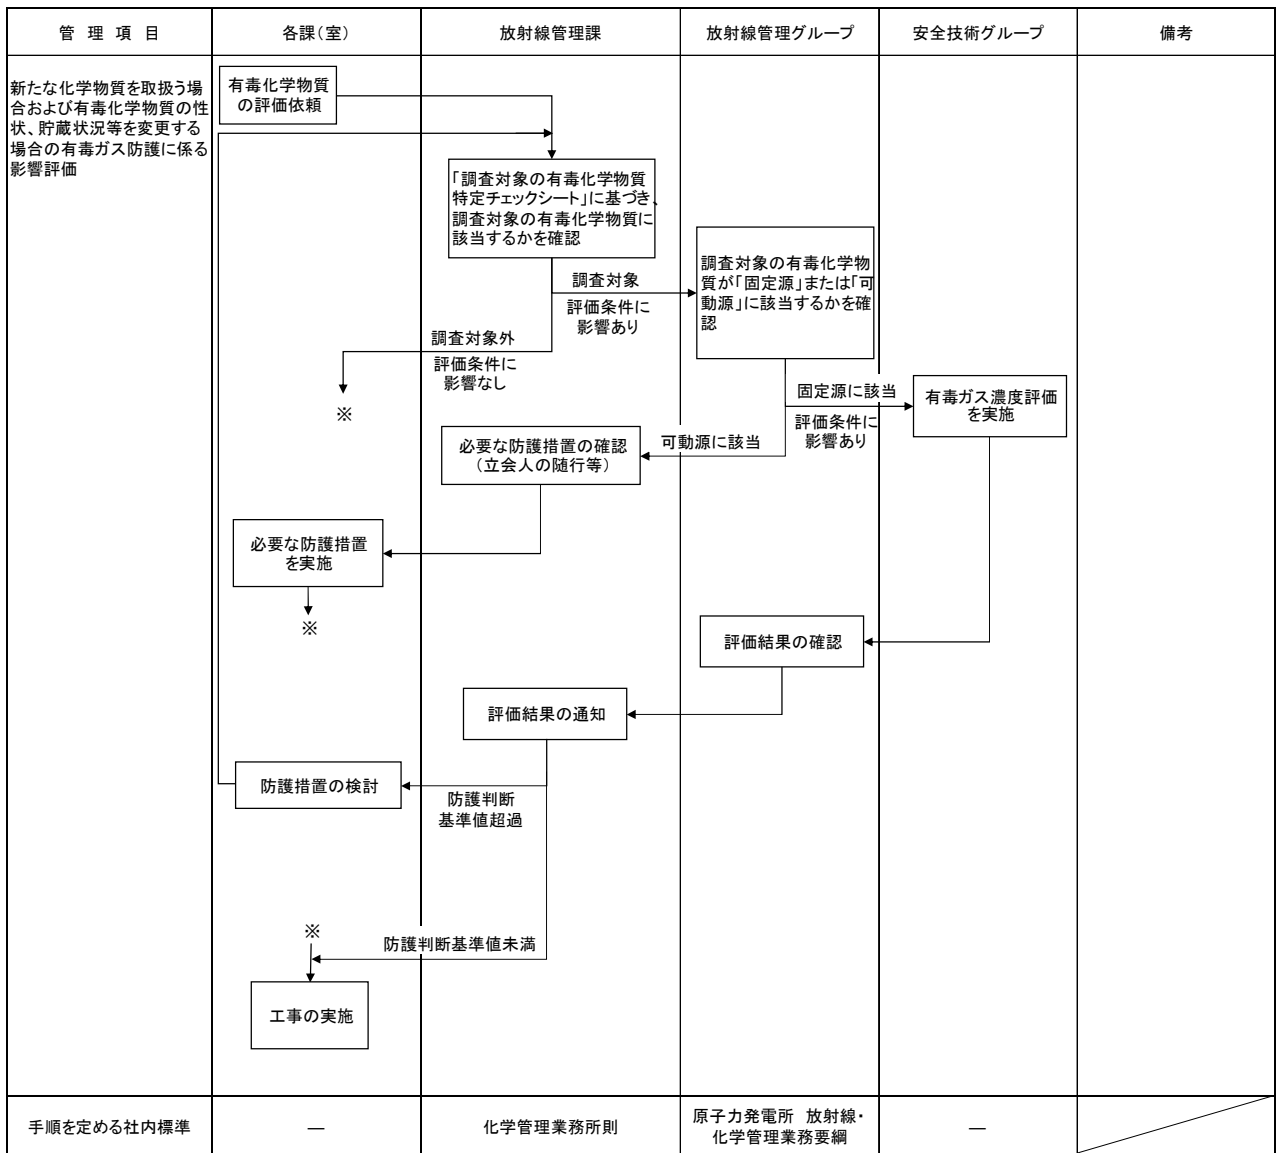 管 理 項 目
各課(室)
放射線管理課
放射線管理グループ
安全技術グループ
備考
新たな化学物質を取扱う場
合および有毒化学物質の性
状、貯蔵状況等を変更する
場合の有毒ガス防護に係る
影響評価
有毒化学物質
の評価依頼
「調査対象の有毒化学物質
特定チェックシート」に基づき、
調査対象の有毒化学物質に
該当するかを確認
調査対象
評価条件に
影響あり
調査対象の有毒化学物
質が「固定源」または「可
動源」に該当するかを確
認
調査対象外
評価条件に
影響なし
※
固定源に該当
評価条件に
影響あり
有毒ガス濃度評価
を実施
可動源に該当
必要な防護措置の確認
(立会人の随行等)
必要な防護措置
を実施
※
評価結果の確認
評価結果の通知
防護措置の検討
防護判断
基準値超過
※
防護判断基準値未満
工事の実施
手順を定める社内標準
―
化学管理業務所則
原子力発電所 放射線・
化学管理業務要綱
―